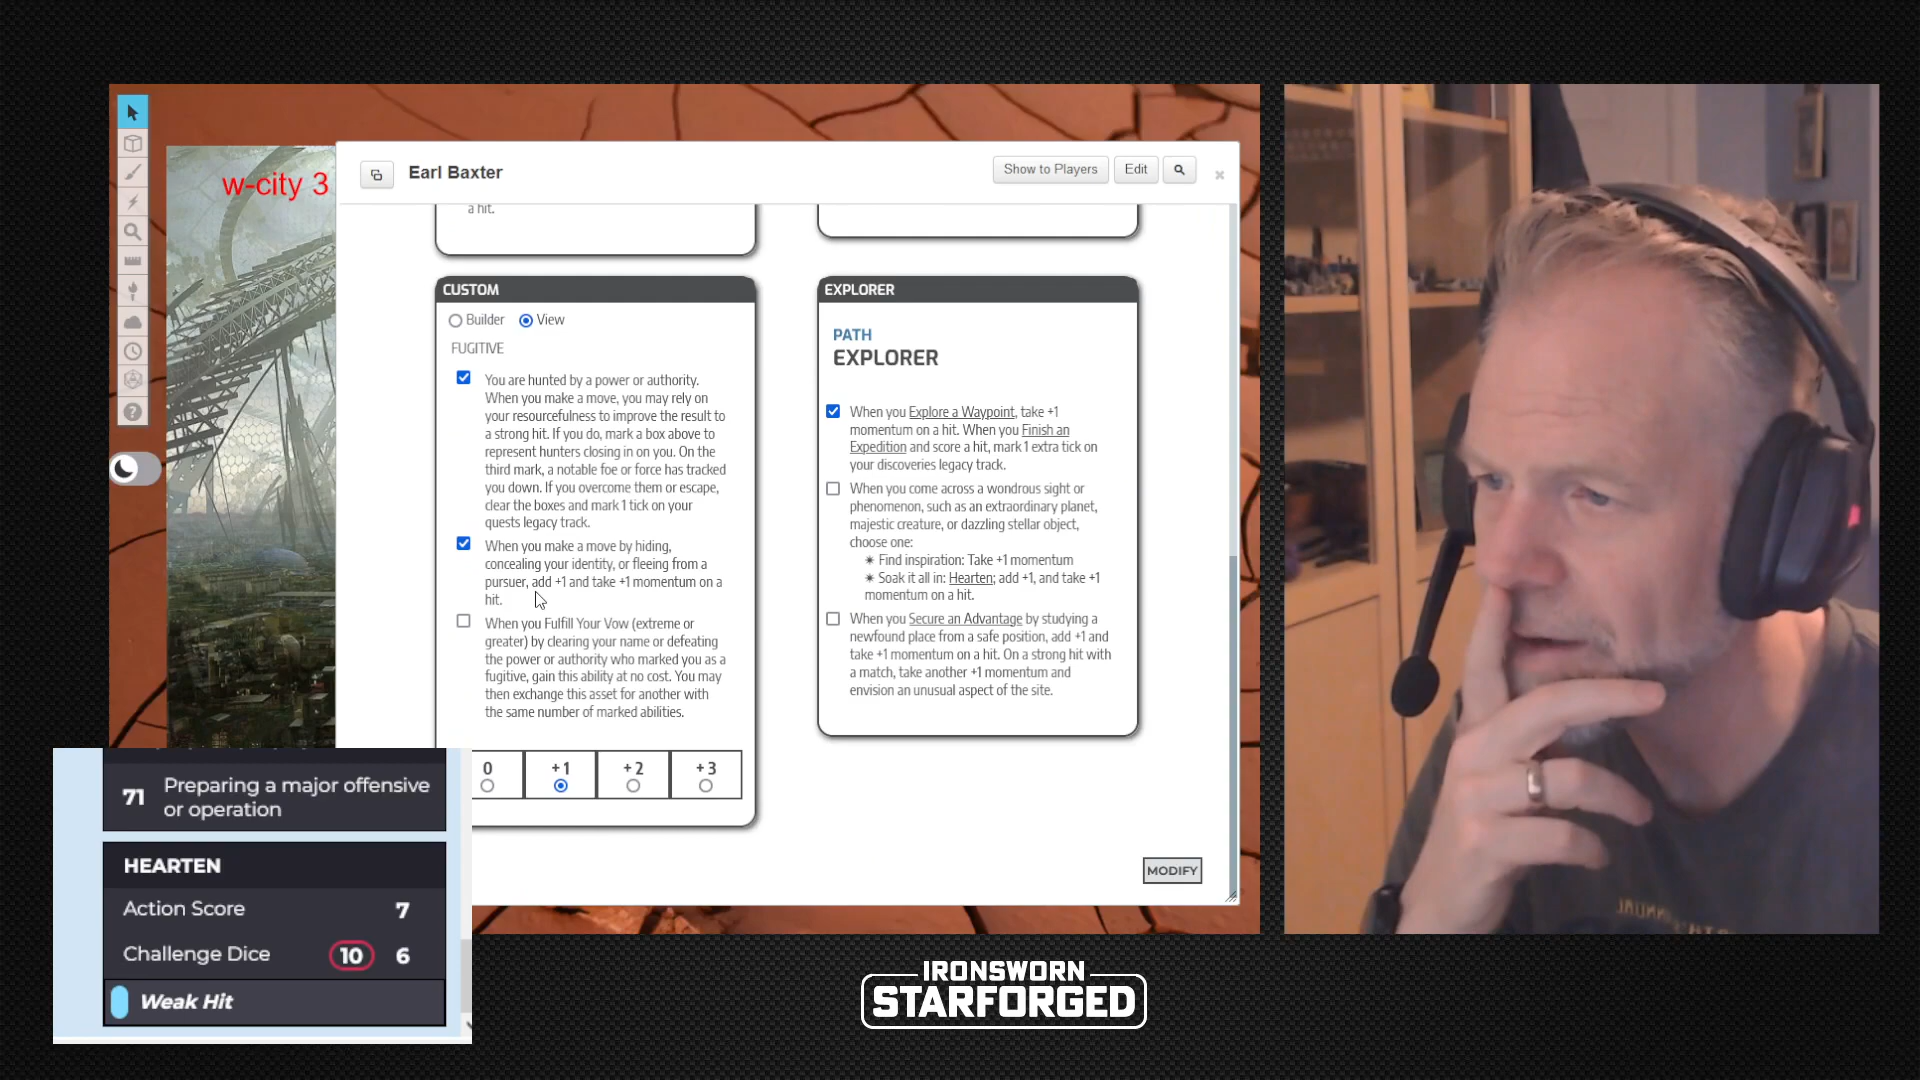 w-city 3
Earl Baxter
Show to Players
Edit
a hit.
CUSTOM
Builder
View
FUGITIVE
You are hunted by a power or authority.
When you make a move, you may rely on
your resourcefulness to improve the result to
a strong hit. If you do, mark a box above to
represent hunters closing in on you. On the
third mark, a notable foe or force has tracked
you down. If you overcome them or escape,
clear the boxes and mark 1 tick on your
quests legacy track.
When you make a move by hiding,
concealing your identity, or fleeing from a
pursuer, add +1 and take +1 momentum on a
hit.
When you Fulfill Your Vow (extreme or
greater) by clearing your name or defeating
the power or authority who marked you as a
fugitive, gain this ability at no cost. You may
then exchange this asset for another with
the same number of marked abilities.
0
+1
+2
+3
EXPLORER
PATH
EXPLORER
When you Explore a Waypoint, take +1
momentum on a hit. When you Finish an
Expedition and score a hit, mark 1 extra tick on
your discoveries legacy track.
When you come across a wondrous sight or
phenomenon, such as an extraordinary planet,
majestic creature, or dazzling stellar object,
choose one:
✴ Find inspiration: Take +1 momentum
✴ Soak it all in: Hearten; add +1, and take +1
momentum on a hit.
When you Secure an Advantage by studying a
newfound place from a safe position, add +1 and
take +1 momentum on a hit. On a strong hit with
a match, take another +1 momentum and
envision an unusual aspect of the site.
MODIFY
71 Preparing a major offensive
or operation
HEARTEN
Action Score 7
Challenge Dice 10 6
Weak Hit
IRONSWORN
STARFORGED